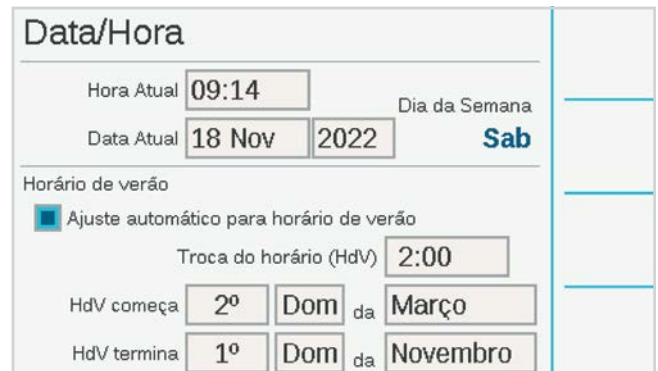 Data/Hora
Hora Atual 09:14
Dia da Semana
Data Atual 18 Nov 2022 Sab
Horário de verão
Ajuste automático para horário de verão
Troca do horário (HdV) 2:00
HdV começa 2º Dom da Março
HdV termina 1º Dom da Novembro